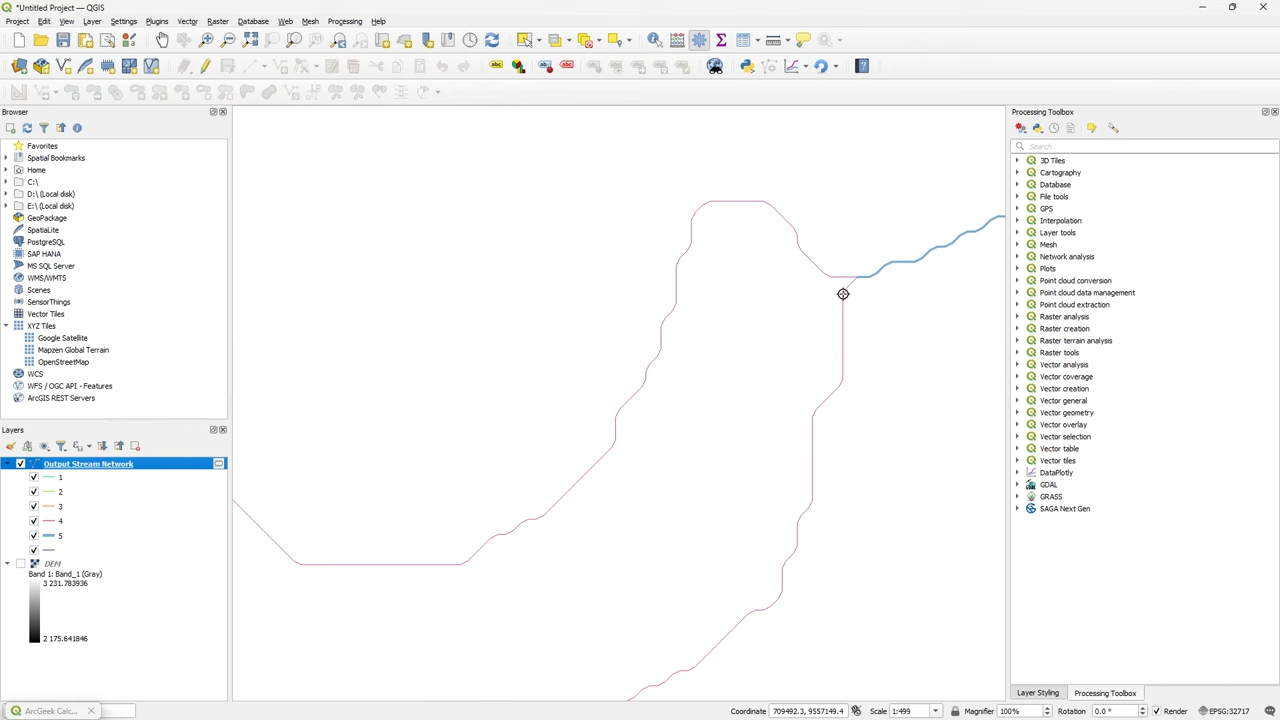 *Untitled Project — QGIS
Project Edit View Layer Settings Plugins Vector Raster Database Web Mesh Processing Help
Browser
Favorites
Spatial Bookmarks
Home
C:\
D:\ (Local disk)
E:\ (Local disk)
GeoPackage
SpatiaLite
PostgreSQL
SAP HANA
MS SQL Server
WMS/WMTS
Scenes
SensorThings
Vector Tiles
XYZ Tiles
Google Satellite
Mapzen Global Terrain
OpenStreetMap
WCS
WFS / OGC API - Features
ArcGIS REST Servers
Layers
Output Stream Network
1
2
3
4
5
DEM
Band 1: Band_1 (Gray)
3 231.783936
2 175.641846
Processing Toolbox
Search...
3D Tiles
Cartography
Database
File tools
GPS
Interpolation
Layer tools
Mesh
Network analysis
Plots
Point cloud conversion
Point cloud data management
Point cloud extraction
Raster analysis
Raster creation
Raster terrain analysis
Raster tools
Vector analysis
Vector coverage
Vector creation
Vector general
Vector geometry
Vector overlay
Vector selection
Vector table
Vector tiles
DataPlotly
GDAL
GRASS
SAGA Next Gen
Layer Styling Processing Toolbox
ArcGeek Calc...
Coordinate 709492.3, 9557149.4 Scale 1:499 Magnifier 100% Rotation 0.0 ° Render EPSG:32717